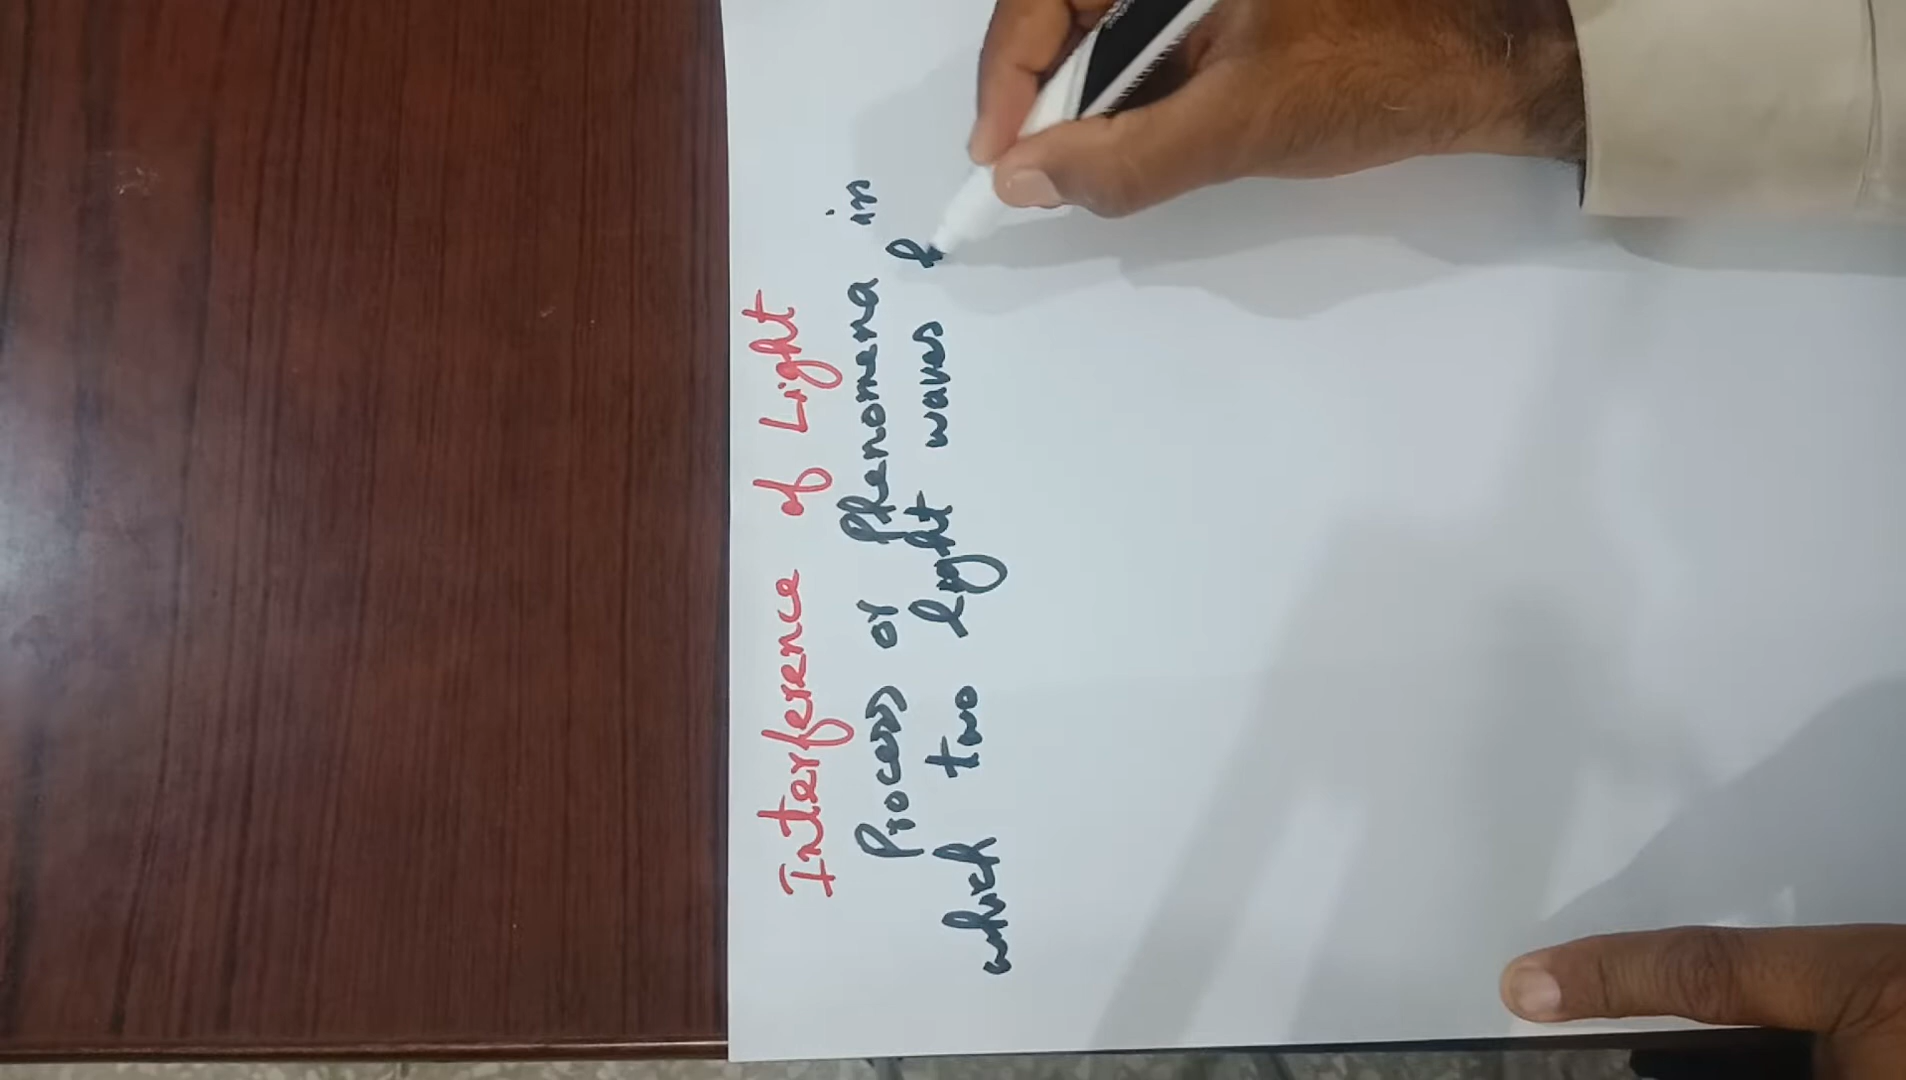 Interference of Light
Process or Phenomena in
which two light waves